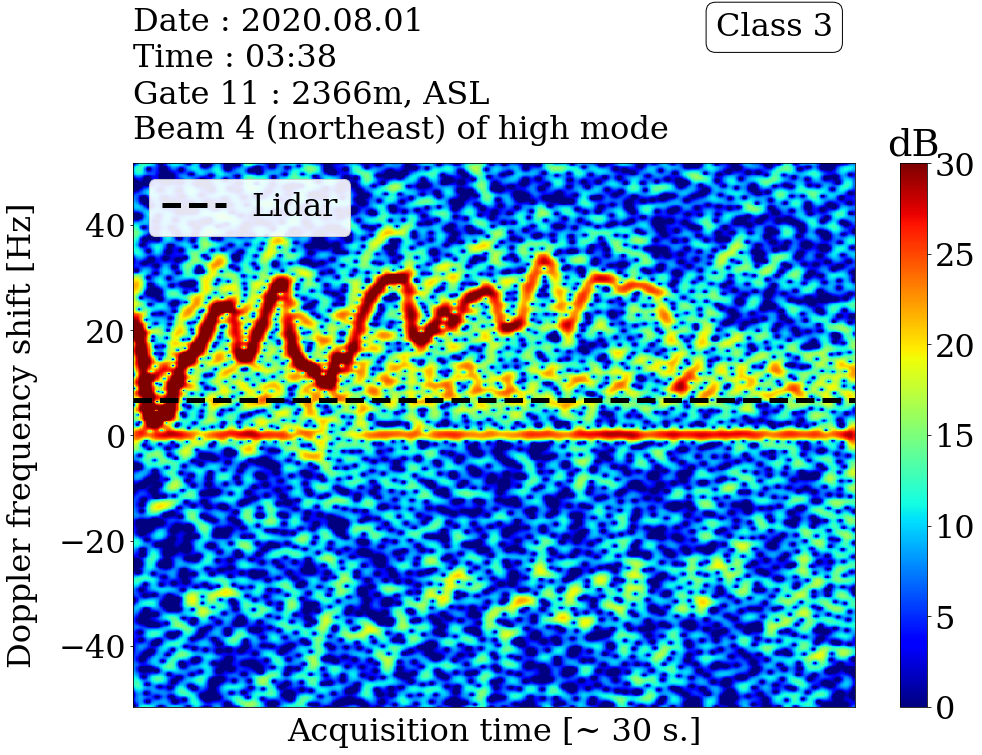 Date : 2020.08.01
Time : 03:38
Gate 11 : 2366m, ASL
Beam 4 (northeast) of high mode
Class 3
dB
Lidar
Doppler frequency shift [Hz]
40
20
0
−20
−40
30
25
20
15
10
5
0
Acquisition time [~ 30 s.]